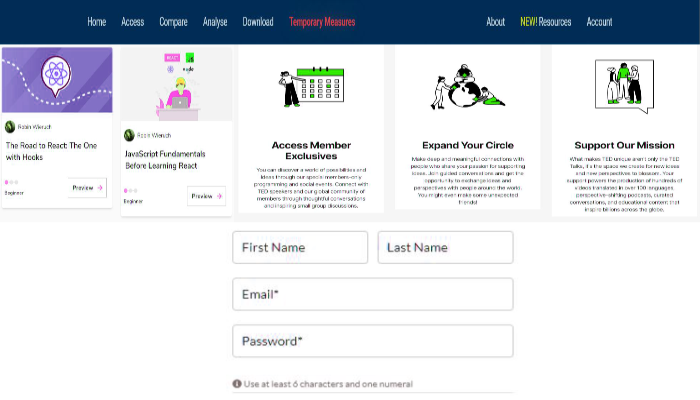 Home Access Compare Analyse Download Temporary Measures About NEW! Resources Account
Robin Wieruch
The Road to React: The One
with Hooks
Preview →
Beginner
REACT
Robin Wieruch
JavaScript Fundamentals
Before Learning React
Preview →
Beginner
Access Member
Exclusives
You can discover a world of possibilities and
ideas through our special members-only
programming and social events. Connect with
TED speakers and our global community of
members through thoughtful conversations
and inspiring small group discussions.
Expand Your Circle
Make deep and meaningful connections with
people who share your passion for supporting
ideas. Join guided conversations and get the
opportunity to exchange ideas and
perspectives with people around the world.
You might even make some unexpected
friends!
Support Our Mission
What makes TED unique aren't only the TED
Talks, it's the space we create for new ideas
and new perspectives to blossom. Your
support powers the production of hundreds of
videos translated in over 100 languages,
perspective-shifting podcasts, curated
conversations, and educational content that
inspire billions across the globe.
First Name Last Name
Email*
Password*
Use at least 6 characters and one numeral